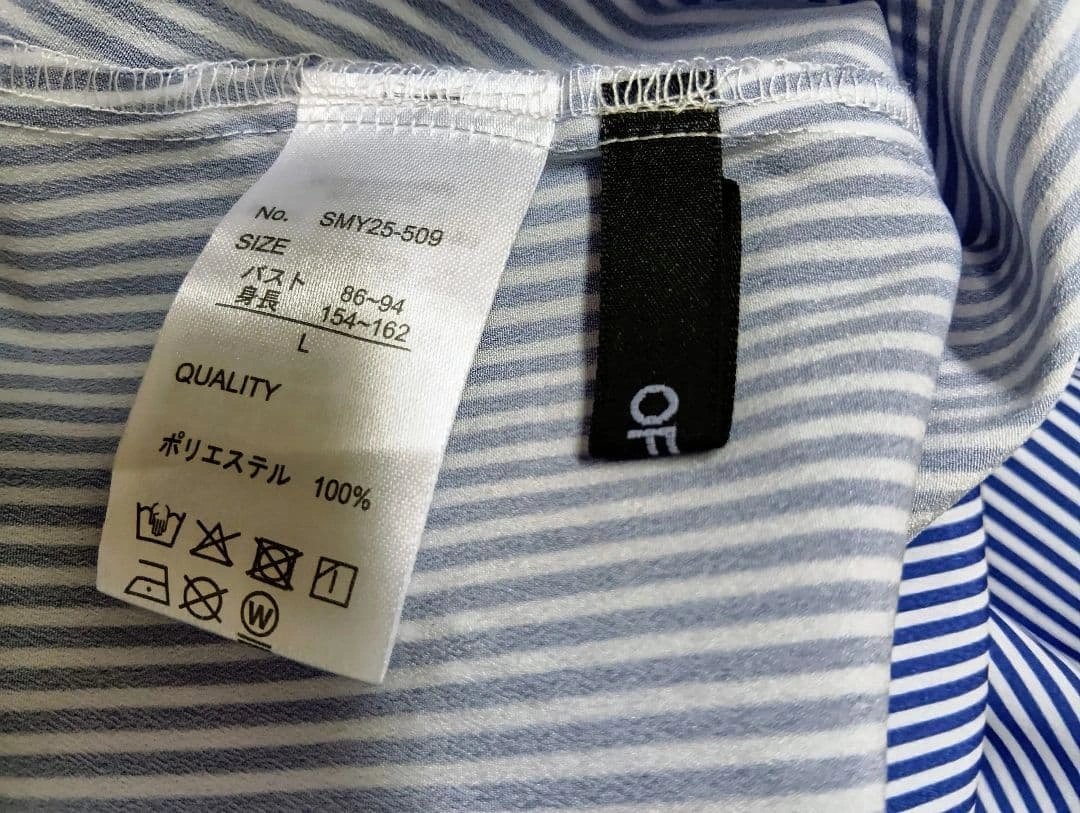 No. SMY25-509
SIZE
バスト 86~94
身長 154~162
L
QUALITY
ポリエステル 100%
1
W
OF